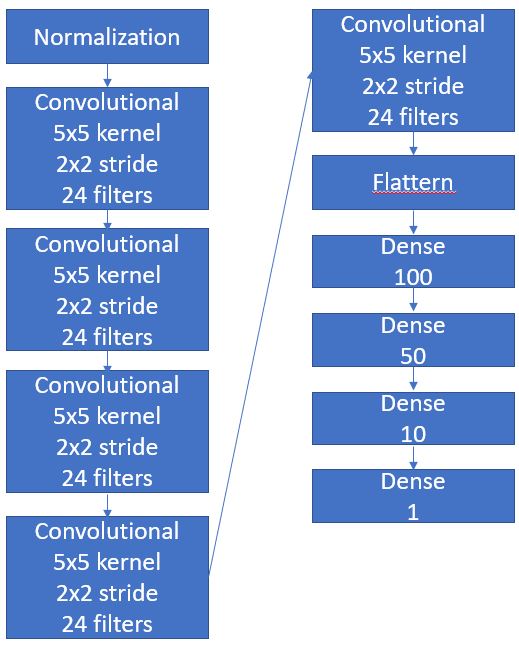 Normalization
Convolutional
5x5 kernel
2x2 stride
24 filters
Convolutional
5x5 kernel
2x2 stride
24 filters
Convolutional
5x5 kernel
2x2 stride
24 filters
Convolutional
5x5 kernel
2x2 stride
24 filters
Convolutional
5x5 kernel
2x2 stride
24 filters
Flattern
Dense
100
Dense
50
Dense
10
Dense
1